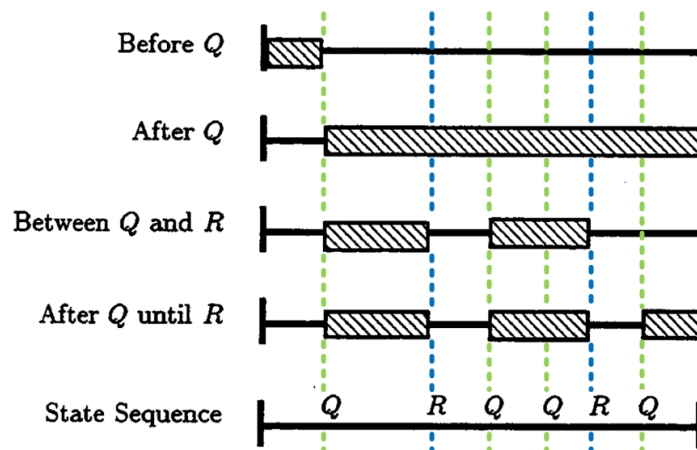 Before Q
After Q
Between Q and R
After Q until R
State Sequence Q R Q Q R Q